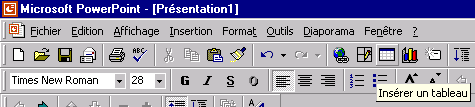 Microsoft PowerPoint - [Présentation1]
Fichier Edition Affichage Insertion Format Outils Diaporama Fenêtre ?
Times New Roman 28 G I S S
Insérer un tableau